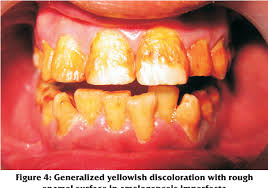 Figure 4: Generalized yellowish discoloration with rough
enamel surface in amelogenesis imperfecta